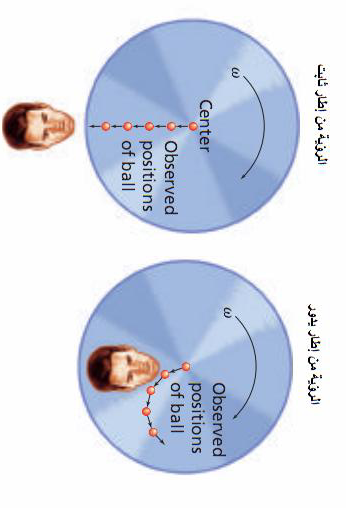 الرؤية من إطار ثابت
ω
Center
Observed
positions
of ball
الرؤية من إطار يدور
ω
Observed
positions
of ball